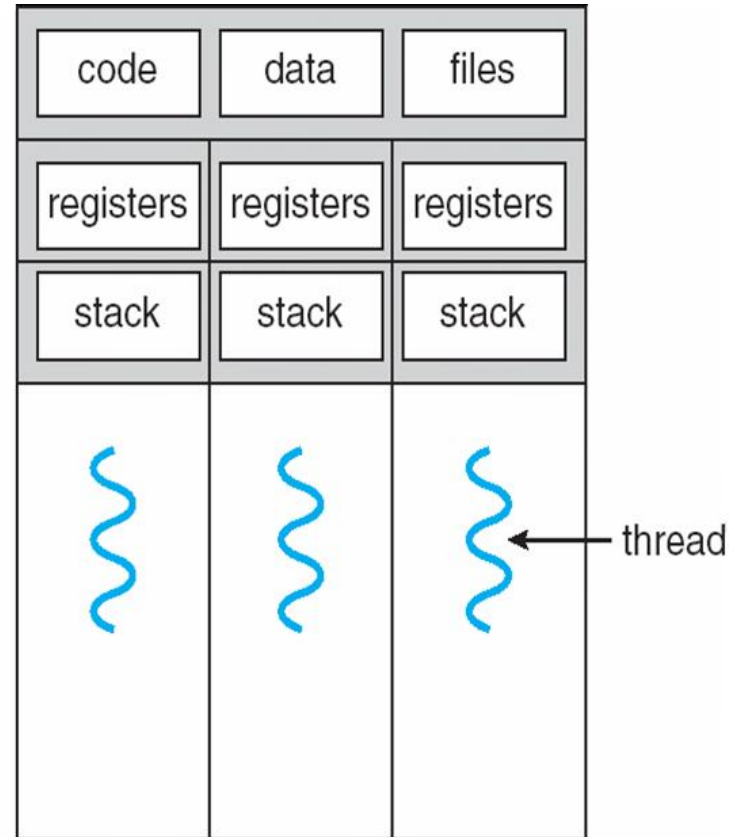 code data files
registers registers registers
stack stack stack
thread